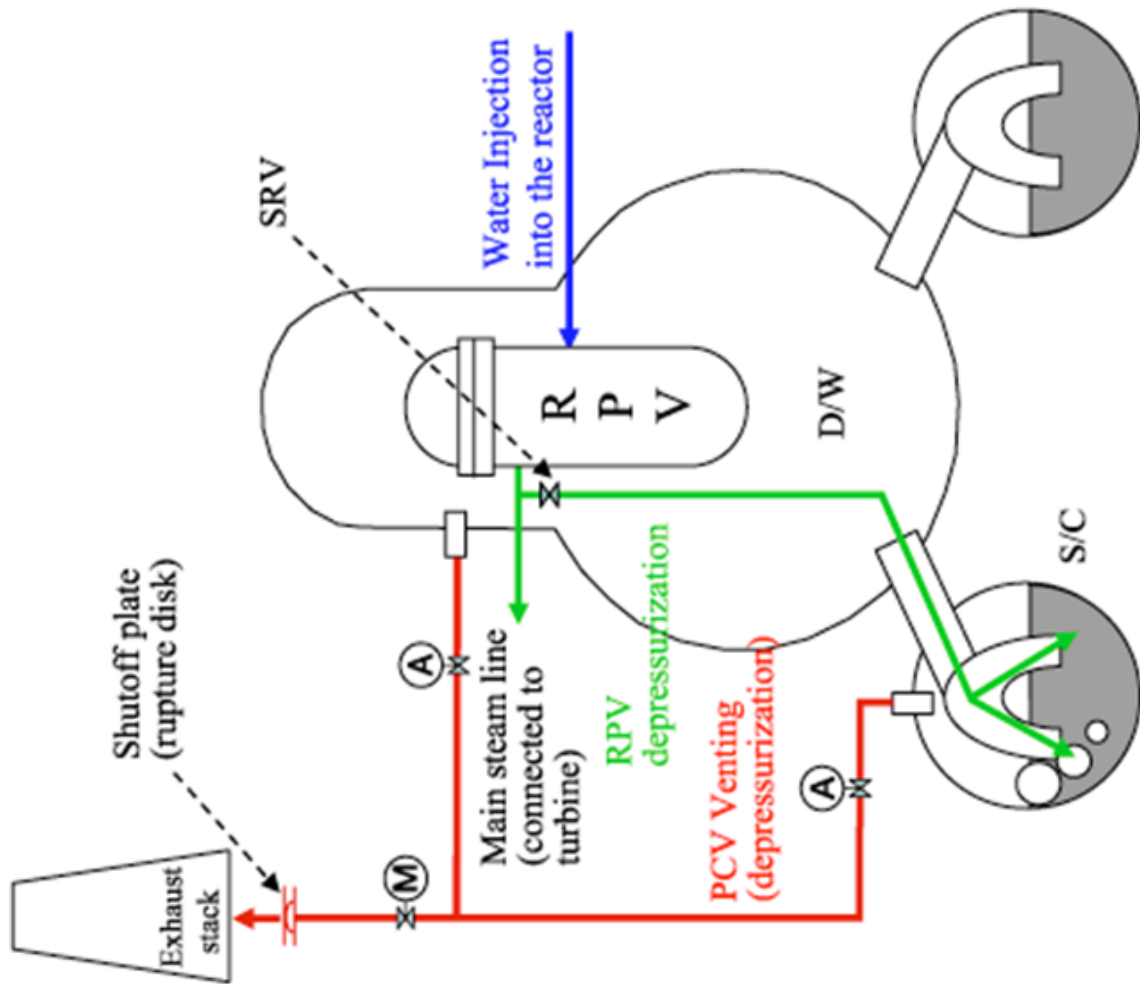 Exhaust
stack
Shutoff plate
(rupture disk)
SRV
M
A
Water Injection
into the reactor
Main steam line
(connected to
turbine)
R
P
V
RPV
depressurization
PCV Venting
(depressurization)
A
D/W
S/C